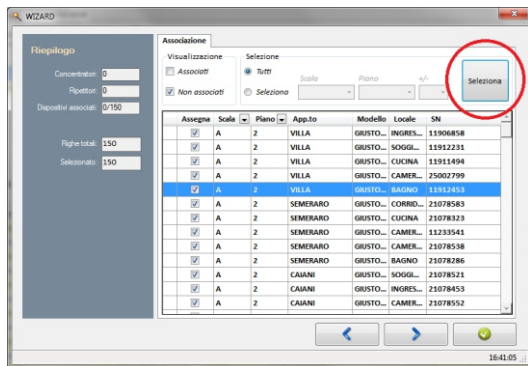 WIZARD
Riepilogo
Concentratori: 0
Ripetitori: 0
Dispositivi associati: 0/150
Righe totali: 150
Selezionato: 150
Associazione
Visualizzazione
Associati
Non associati
Selezione
Tutti
Seleziona
Scala
Piano
+/-
Seleziona
Assegna Scala Piano App.to Modello Locale SN
A 2 VILLA GIUSTO... INGRES... 11906858
A 2 VILLA GIUSTO... SOGGI... 11912231
A 2 VILLA GIUSTO... CUCINA 11911494
A 2 VILLA GIUSTO... CAMER... 25002799
A 2 VILLA GIUSTO... BAGNO 11912453
A 2 SEMERARO GIUSTO... CORRID... 21078583
A 2 SEMERARO GIUSTO... CUCINA 21078323
A 2 SEMERARO GIUSTO... CAMER... 11233541
A 2 SEMERARO GIUSTO... CAMER... 21078538
A 2 SEMERARO GIUSTO... BAGNO 21078286
A 2 CAIANI GIUSTO... SOGGI... 21078521
A 2 CAIANI GIUSTO... INGRES... 21078453
A 2 CAIANI GIUSTO... CAMER... 21078552
16:41:05